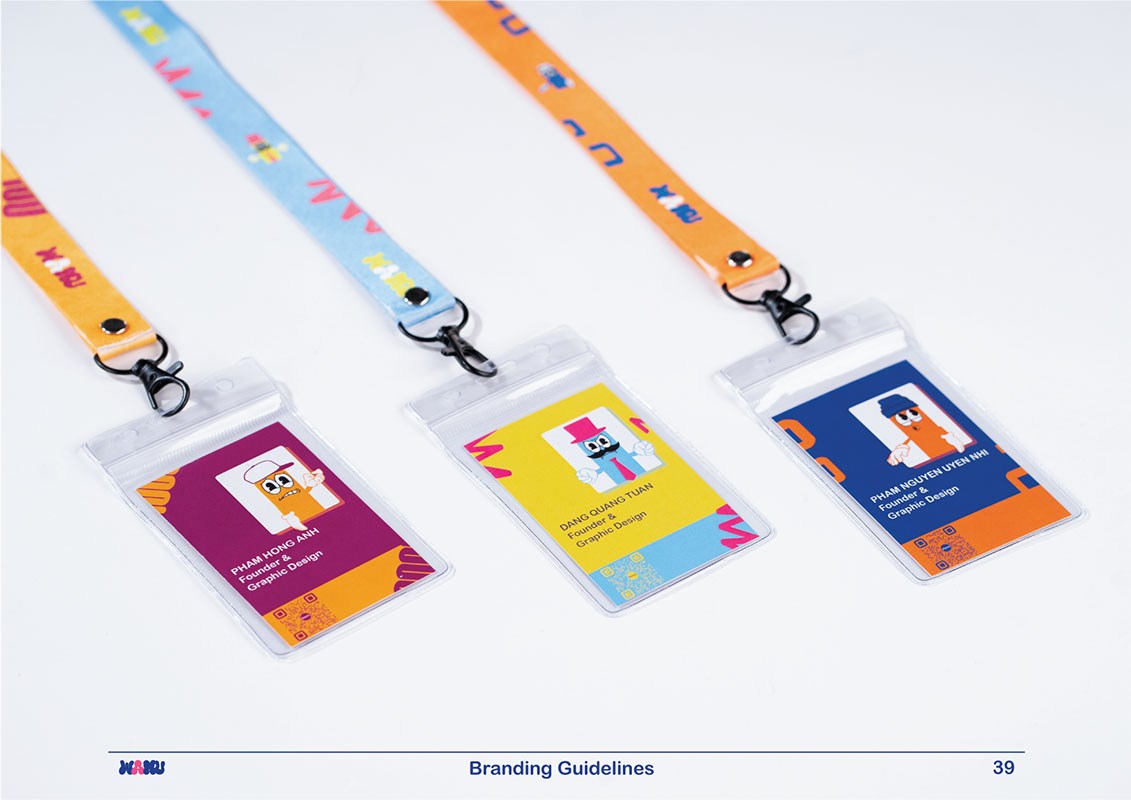 PHAM HONG ANH
Founder &
Graphic Design
DANG QUANG TUAN
Founder &
Graphic Design
PHAM NGUYEN UYEN NHI
Founder &
Graphic Design
Branding Guidelines
39